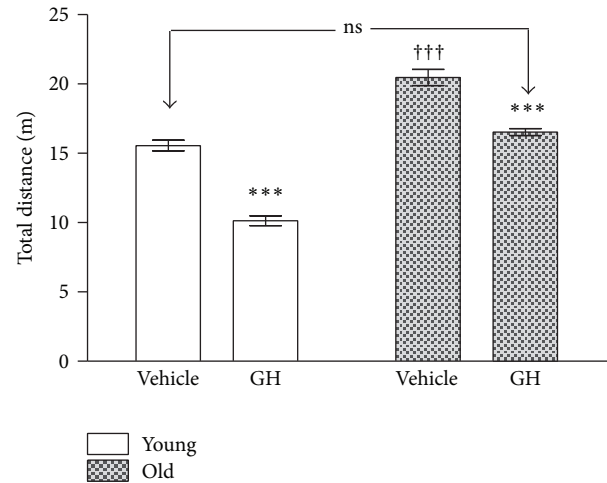 25
ns
†††
20
***
15
***
10
5
0
Total distance (m)
Vehicle GH Vehicle GH
Young
Old